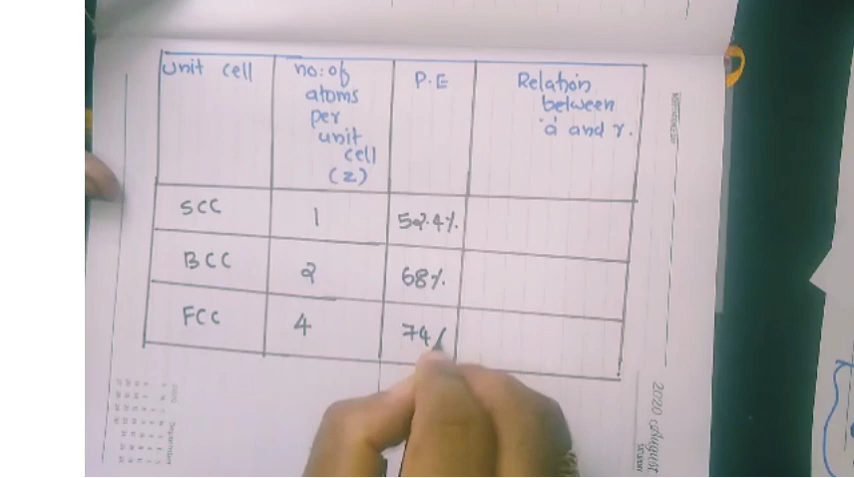 Unit cell
no: of
atoms
per
unit
cell
(Z)
P.E
Relation
between
'a' and r.
SCC
1
52.4%.
BCC
2
68%.
FCC
4
74
2020 August